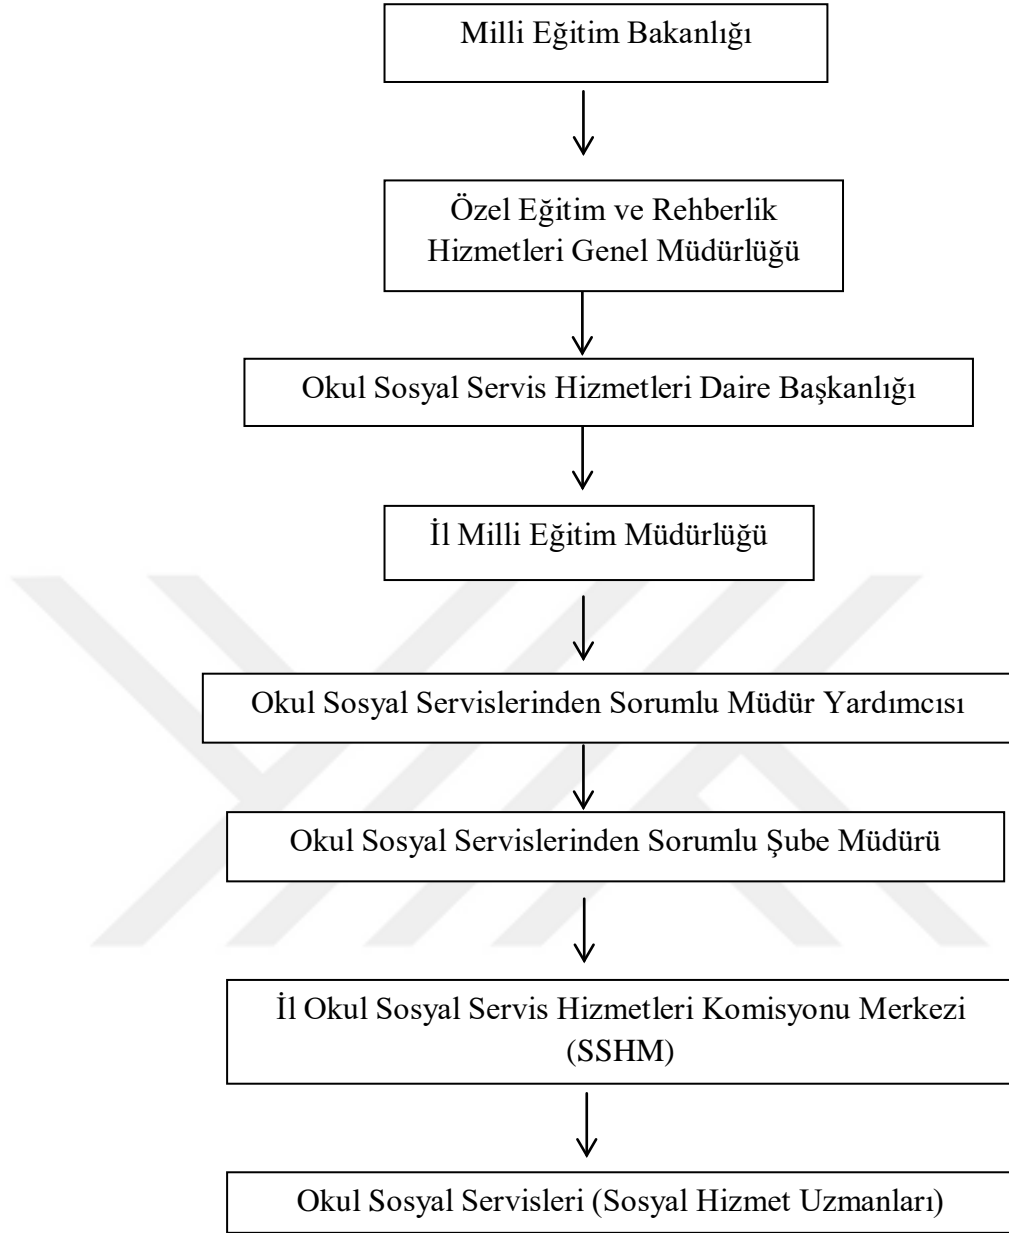 Milli Eğitim Bakanlığı
Özel Eğitim ve Rehberlik
Hizmetleri Genel Müdürlüğü
Okul Sosyal Servis Hizmetleri Daire Başkanlığı
İl Milli Eğitim Müdürlüğü
Okul Sosyal Servislerinden Sorumlu Müdür Yardımcısı
Okul Sosyal Servislerinden Sorumlu Şube Müdürü
İl Okul Sosyal Servis Hizmetleri Komisyonu Merkezi
(SSHM)
Okul Sosyal Servisleri (Sosyal Hizmet Uzmanları)